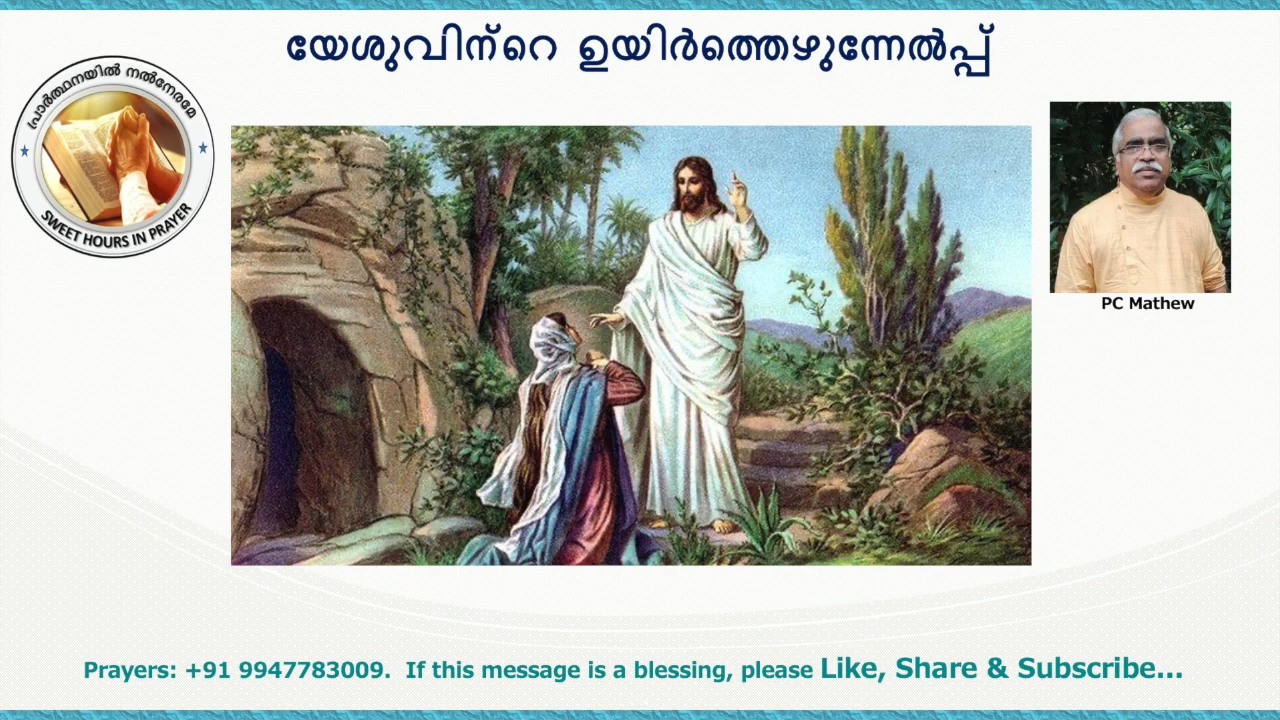 യേശുവിന്റെ ഉയിർത്തെഴുന്നേൽപ്പ്
പ്രാർത്ഥനയിൽ നൽനേരമേ
SWEET HOURS IN PRAYER
PC Mathew
Prayers: +91 9947783009. If this message is a blessing, please Like, Share & Subscribe...